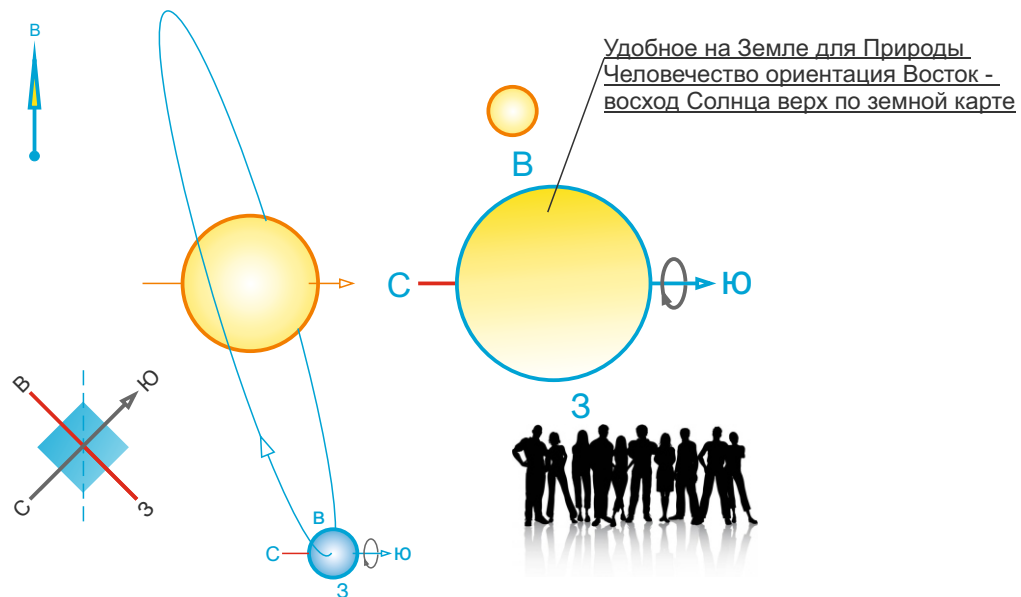 В
Удобное на Земле для Природы
Человечество ориентация Восток -
восход Солнца верх по земной карте
В
С
Ю
З
В
Ю
С
З
В
С
Ю
З